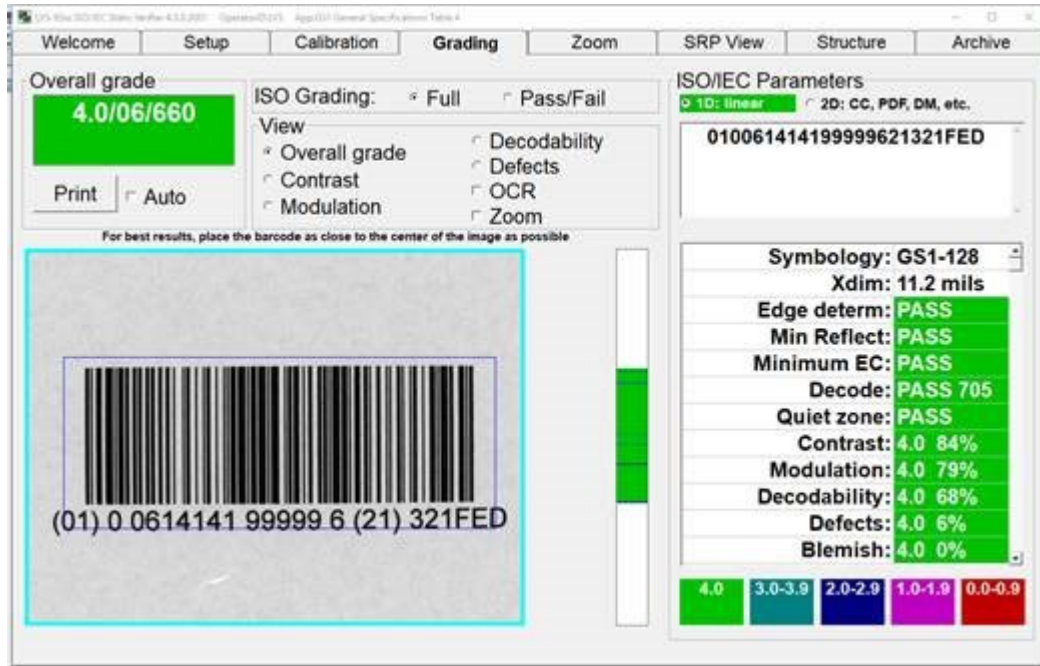 Welcome Setup Calibration Grading Zoom SRP View Structure Archive
Overall grade
4.0/06/660
Print Auto
ISO Grading: Full Pass/Fail
View
Overall grade
Contrast
Modulation
Decodability
Defects
OCR
Zoom
For best results, place the barcode as close to the center of the image as possible
(01) 0 0614141 99999 6 (21) 321FED
ISO/IEC Parameters
1D: linear 2D: CC, PDF, DM, etc.
010061414199999621321FED
Symbology: GS1-128
Xdim: 11.2 mils
Edge determ: PASS
Min Reflect: PASS
Minimum EC: PASS
Decode: PASS 705
Quiet zone: PASS
Contrast: 4.0 84%
Modulation: 4.0 79%
Decodability: 4.0 68%
Defects: 4.0 6%
Blemish: 4.0 0%
4.0 3.0-3.9 2.0-2.9 1.0-1.9 0.0-0.9